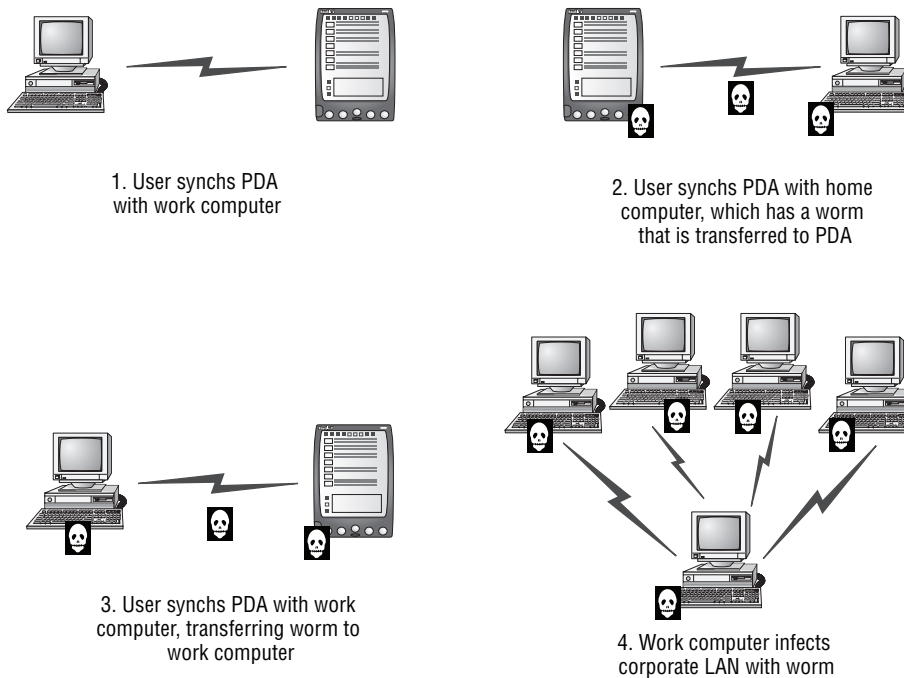 1. User synchs PDA
with work computer
2. User synchs PDA with home
computer, which has a worm
that is transferred to PDA
3. User synchs PDA with work
computer, transferring worm to
work computer
4. Work computer infects
corporate LAN with worm